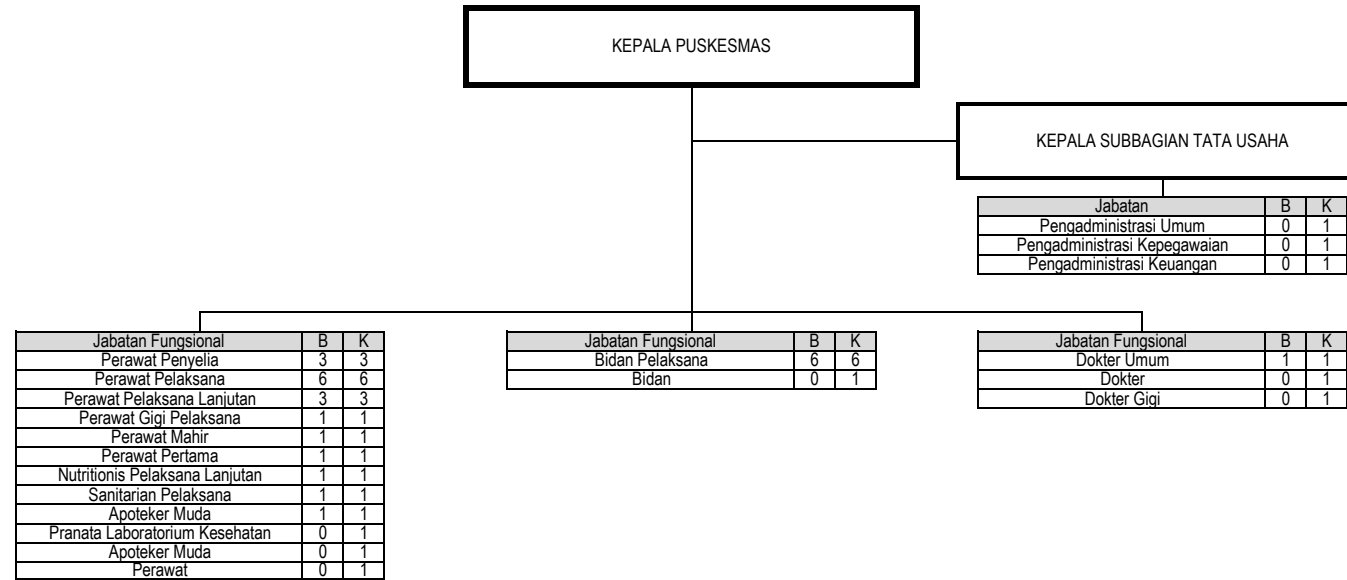 KEPALA PUSKESMAS
KEPALA SUBBAGIAN TATA USAHA
Jabatan B K
Pengadministrasi Umum 0 1
Pengadministrasi Kepegawaian 0 1
Pengadministrasi Keuangan 0 1
Jabatan Fungsional B K
Perawat Penyelia 3 3
Perawat Pelaksana 6 6
Perawat Pelaksana Lanjutan 3 3
Perawat Gigi Pelaksana 1 1
Perawat Mahir 1 1
Perawat Pertama 1 1
Nutritionis Pelaksana Lanjutan 1 1
Sanitarian Pelaksana 1 1
Apoteker Muda 1 1
Pranata Laboratorium Kesehatan 0 1
Apoteker Muda 0 1
Perawat 0 1
Jabatan Fungsional B K
Bidan Pelaksana 6 6
Bidan 0 1
Jabatan Fungsional B K
Dokter Umum 1 1
Dokter 0 1
Dokter Gigi 0 1